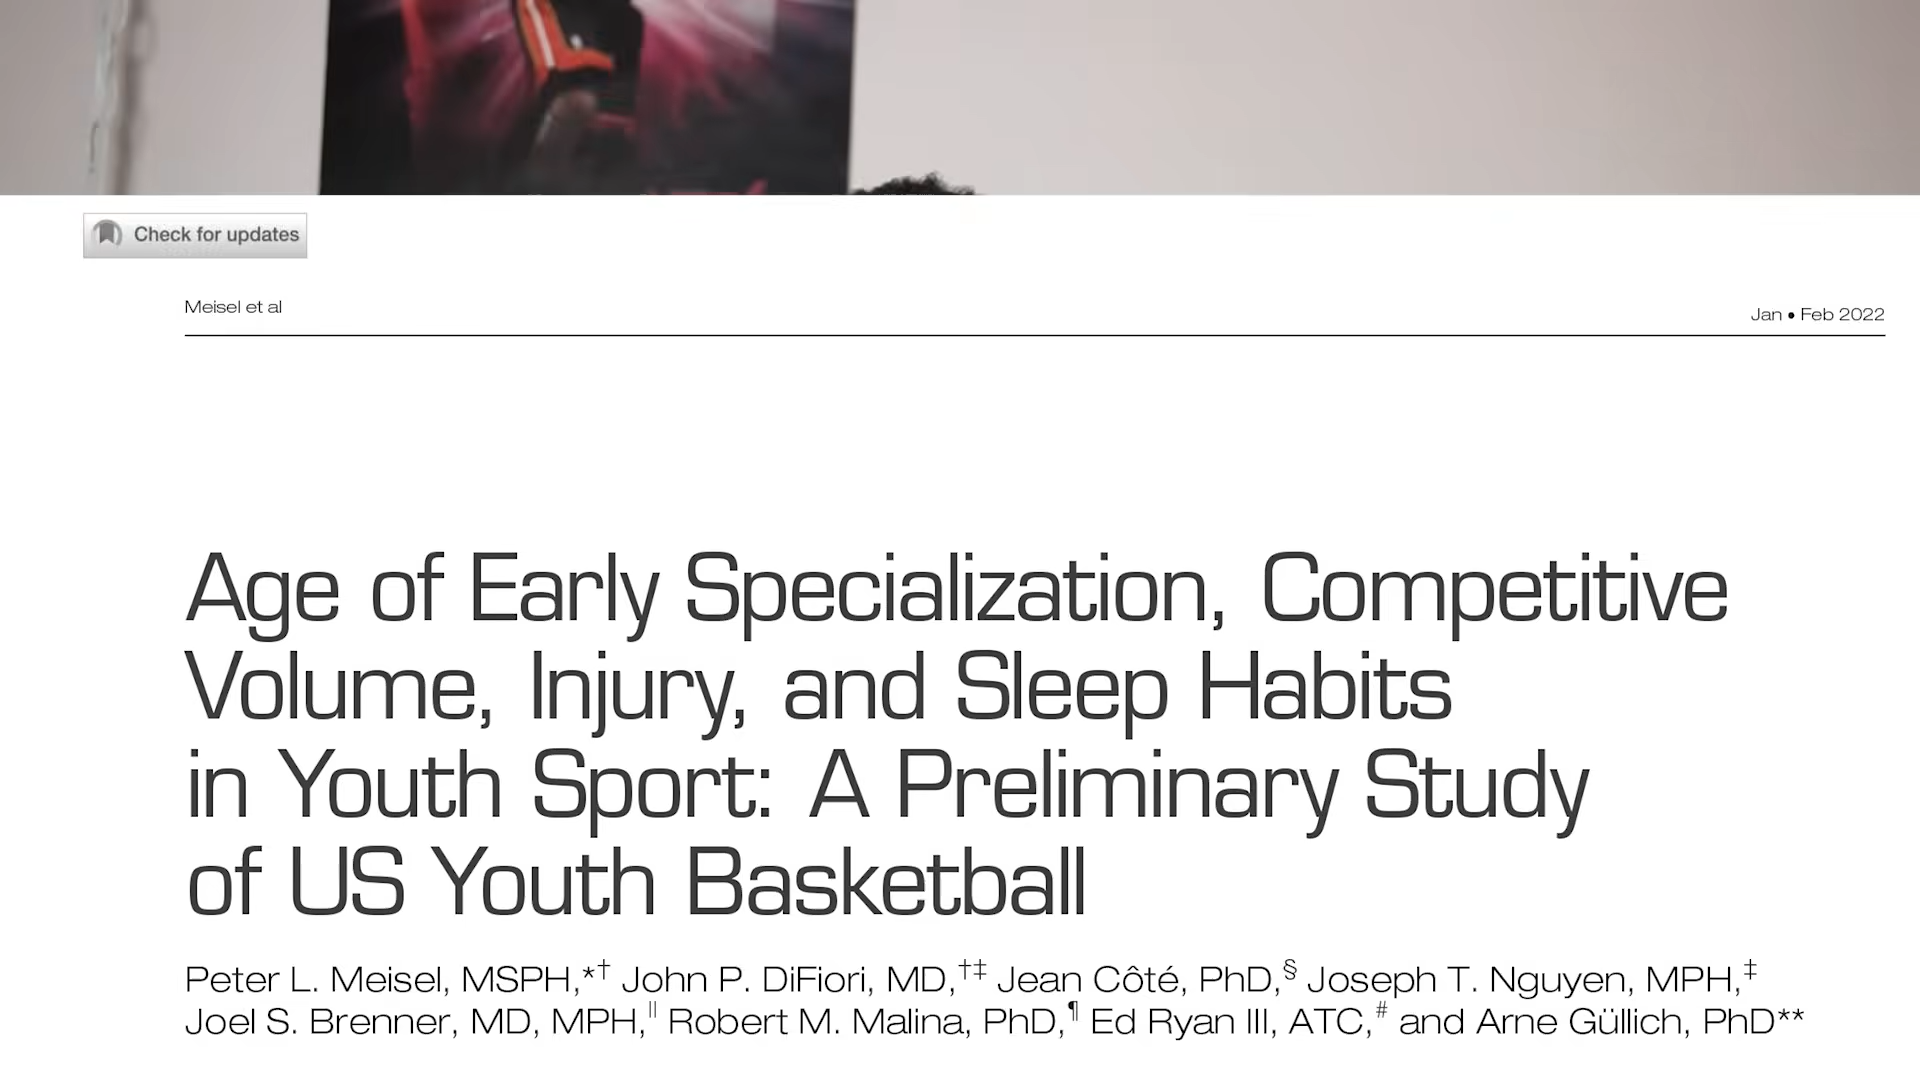 Check for updates
Meisel et al
Jan • Feb 2022
Age of Early Specialization, Competitive
Volume, Injury, and Sleep Habits
in Youth Sport: A Preliminary Study
of US Youth Basketball
Peter L. Meisel, MSPH,*† John P. DiFiori, MD,†‡ Jean Côté, PhD,§ Joseph T. Nguyen, MPH,‡
Joel S. Brenner, MD, MPH,|| Robert M. Malina, PhD,¶ Ed Ryan III, ATC,# and Arne Güllich, PhD**